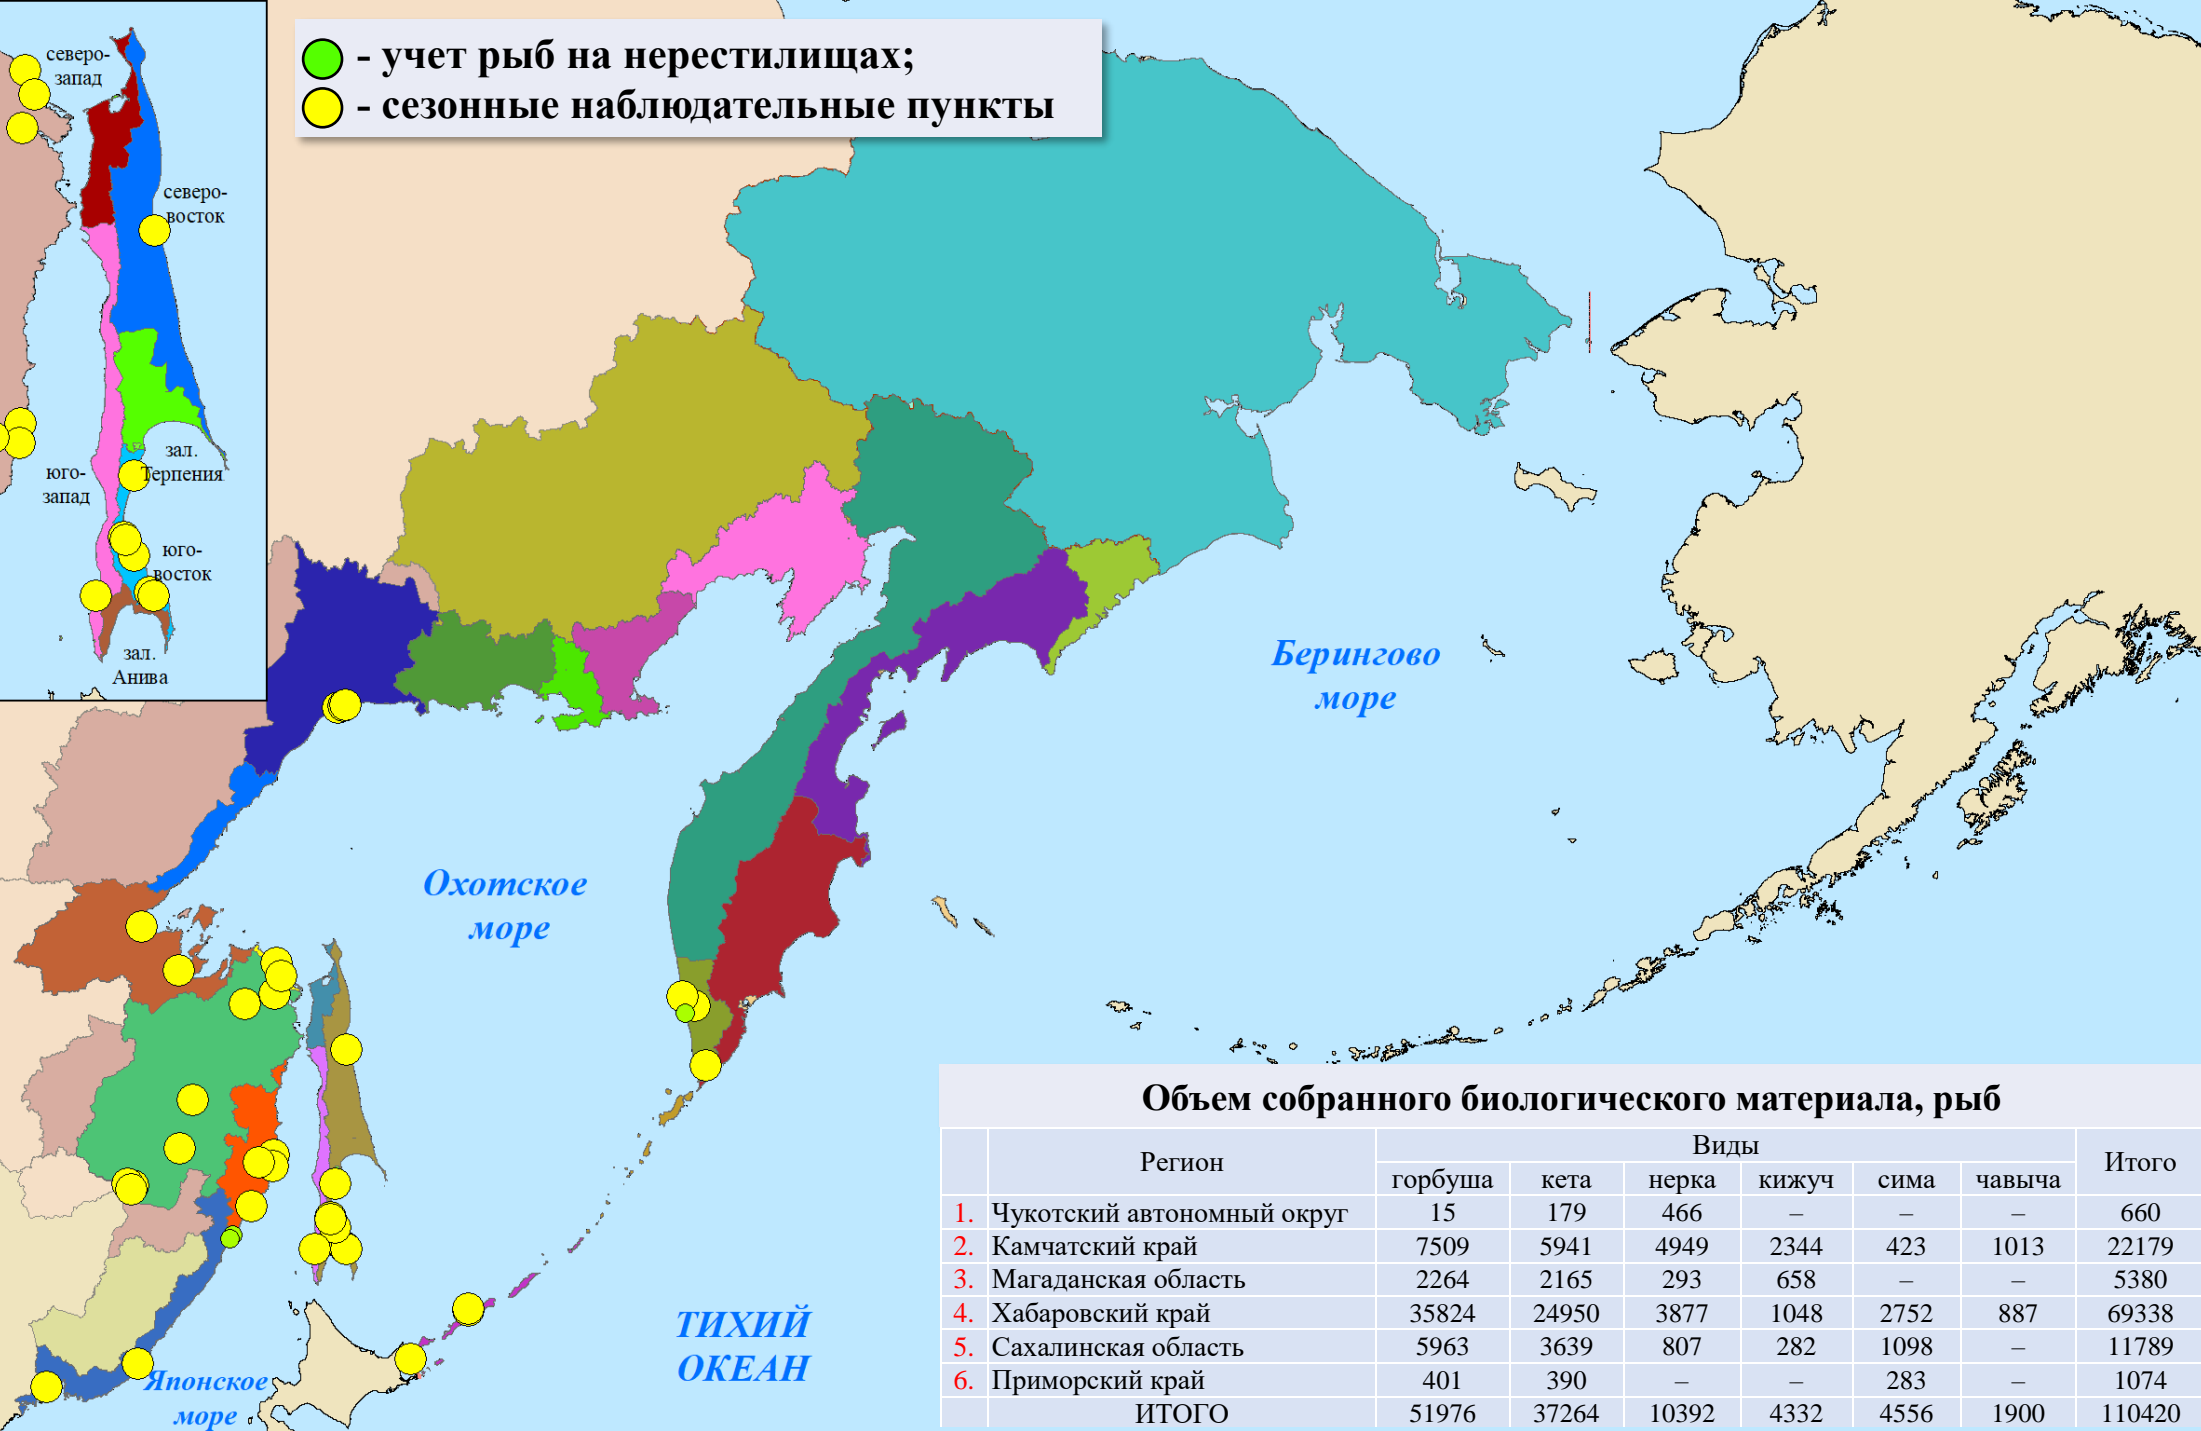 - учет рыб на нерестилищах;
- сезонные наблюдательные пункты
северо-
запад
северо-
восток
зал.
Терпения
юго-
запад
юго-
восток
зал.
Анива
Берингово
море
Охотское
море
ТИХИЙ
ОКЕАН
Японское
море
Объем собранного биологического материала, рыб
Регион Виды Итого
горбуша кета нерка кижуч сима чавыча
1. Чукотский автономный округ 15 179 466 – – – 660
2. Камчатский край 7509 5941 4949 2344 423 1013 22179
3. Магаданская область 2264 2165 293 658 – – 5380
4. Хабаровский край 35824 24950 3877 1048 2752 887 69338
5. Сахалинская область 5963 3639 807 282 1098 – 11789
6. Приморский край 401 390 – – 283 – 1074
ИТОГО 51976 37264 10392 4332 4556 1900 110420